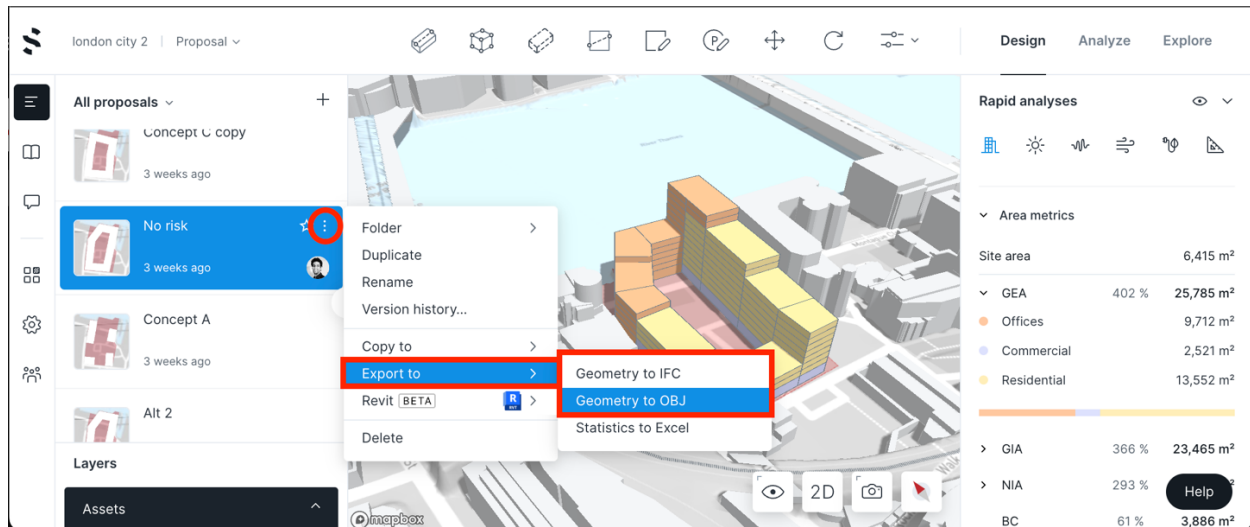 london city 2 | Proposal
Design Analyze Explore
All proposals
Concept C copy
3 weeks ago
No risk
3 weeks ago
Concept A
3 weeks ago
Alt 2
Layers
Assets
Folder
Duplicate
Rename
Version history...
Copy to
Export to
Revit BETA
R
RVT
Delete
Geometry to IFC
Geometry to OBJ
Statistics to Excel
River Thames
Walk
mapbox
2D
Rapid analyses
Area metrics
Site area 6,415 m²
GEA 402 % 25,785 m²
Offices 9,712 m²
Commercial 2,521 m²
Residential 13,552 m²
GIA 366 % 23,465 m²
NIA 293 %
Help
BC 61 % 3,886 m²